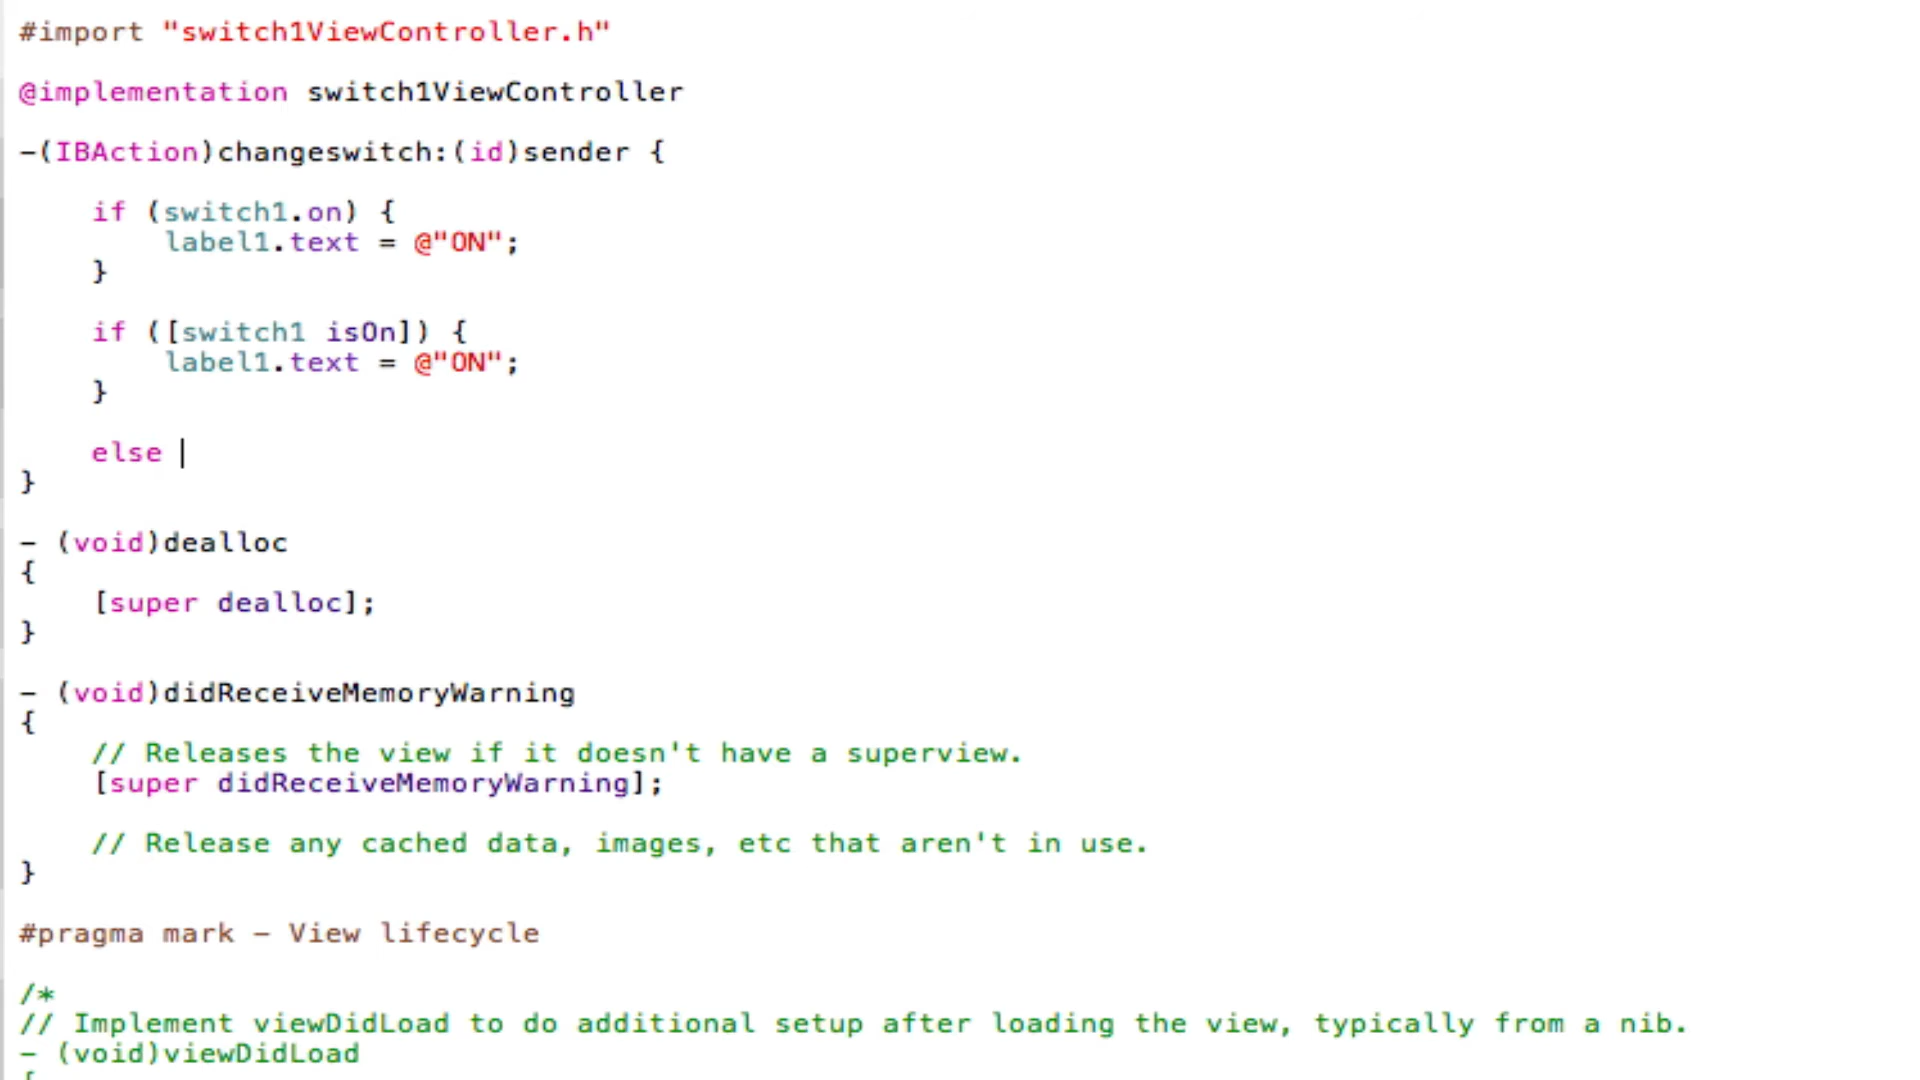 #import "switch1ViewController.h"
@implementation switch1ViewController
-(IBAction)changeswitch:(id)sender {
if (switch1.on) {
label1.text = @"ON";
}
if ([switch1 isOn]) {
label1.text = @"ON";
}
else
}
- (void)dealloc
{
[super dealloc];
}
- (void)didReceiveMemoryWarning
{
// Releases the view if it doesn't have a superview.
[super didReceiveMemoryWarning];
// Release any cached data, images, etc that aren't in use.
}
#pragma mark - View lifecycle
/*
// Implement viewDidLoad to do additional setup after loading the view, typically from a nib.
- (void)viewDidLoad
{